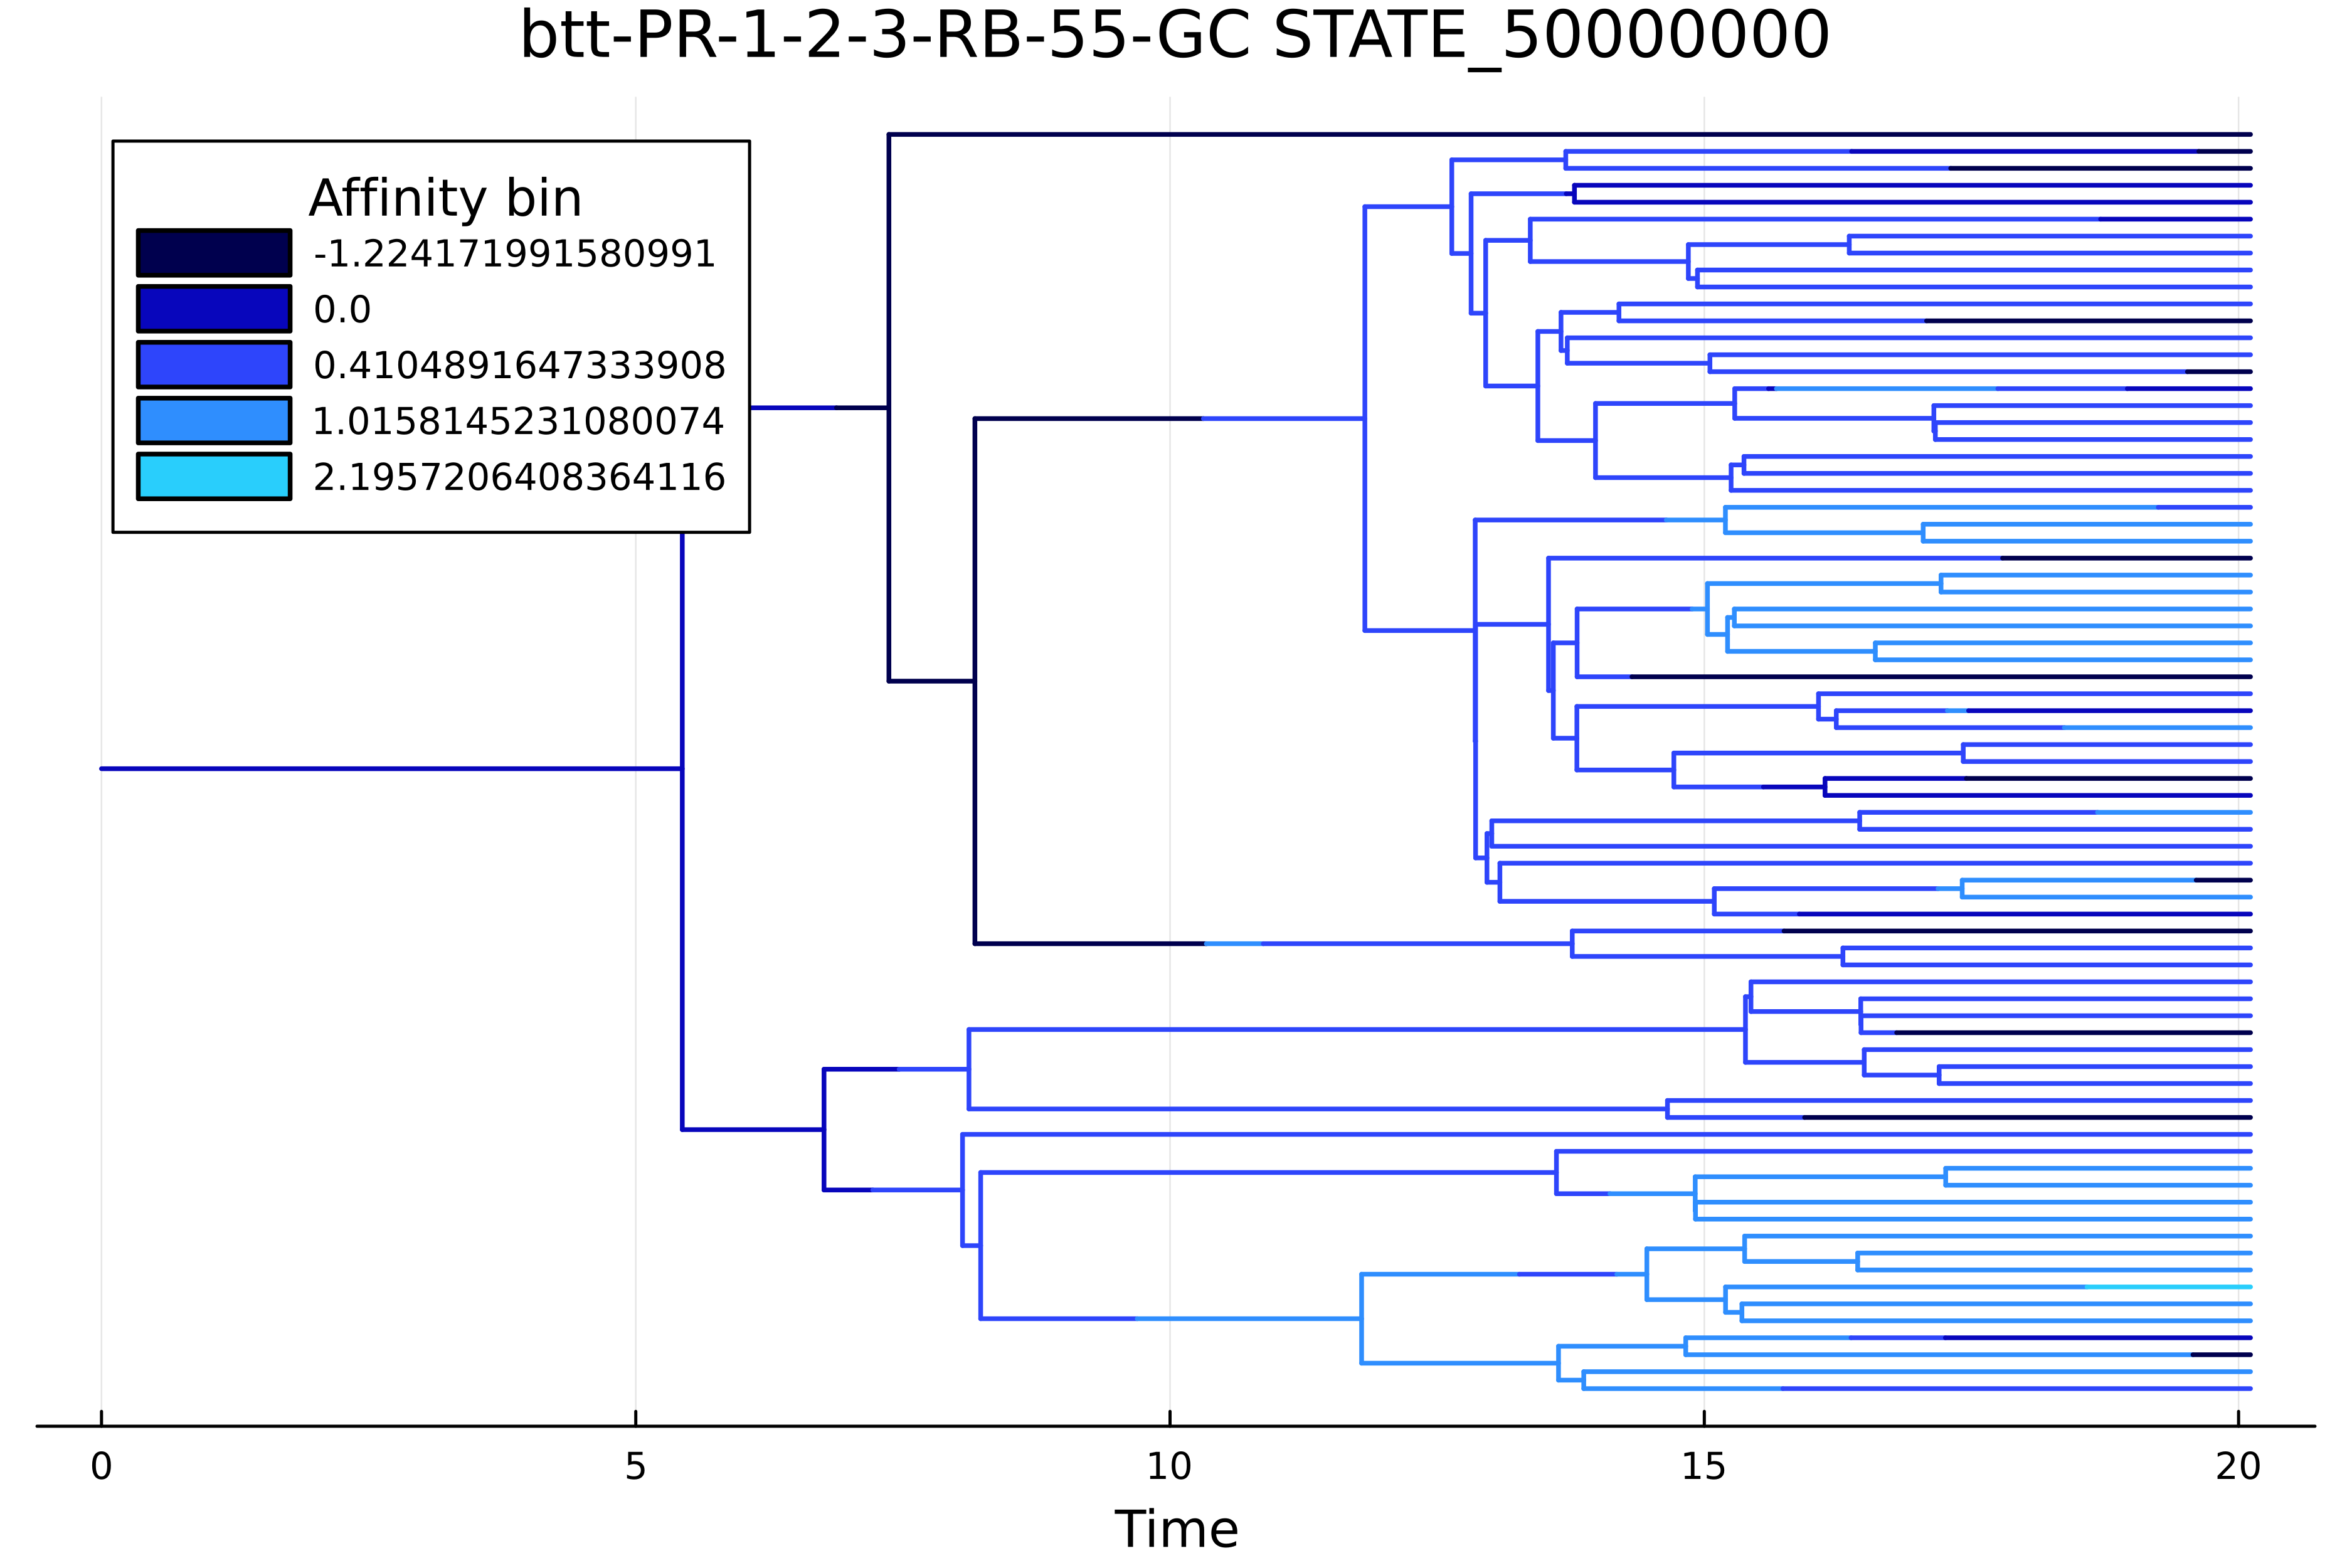 btt-PR-1-2-3-RB-55-GC STATE_50000000
Affinity bin
-1.224171991580991
0.0
0.4104891647333908
1.0158145231080074
2.1957206408364116
0 5 10 15 20
Time